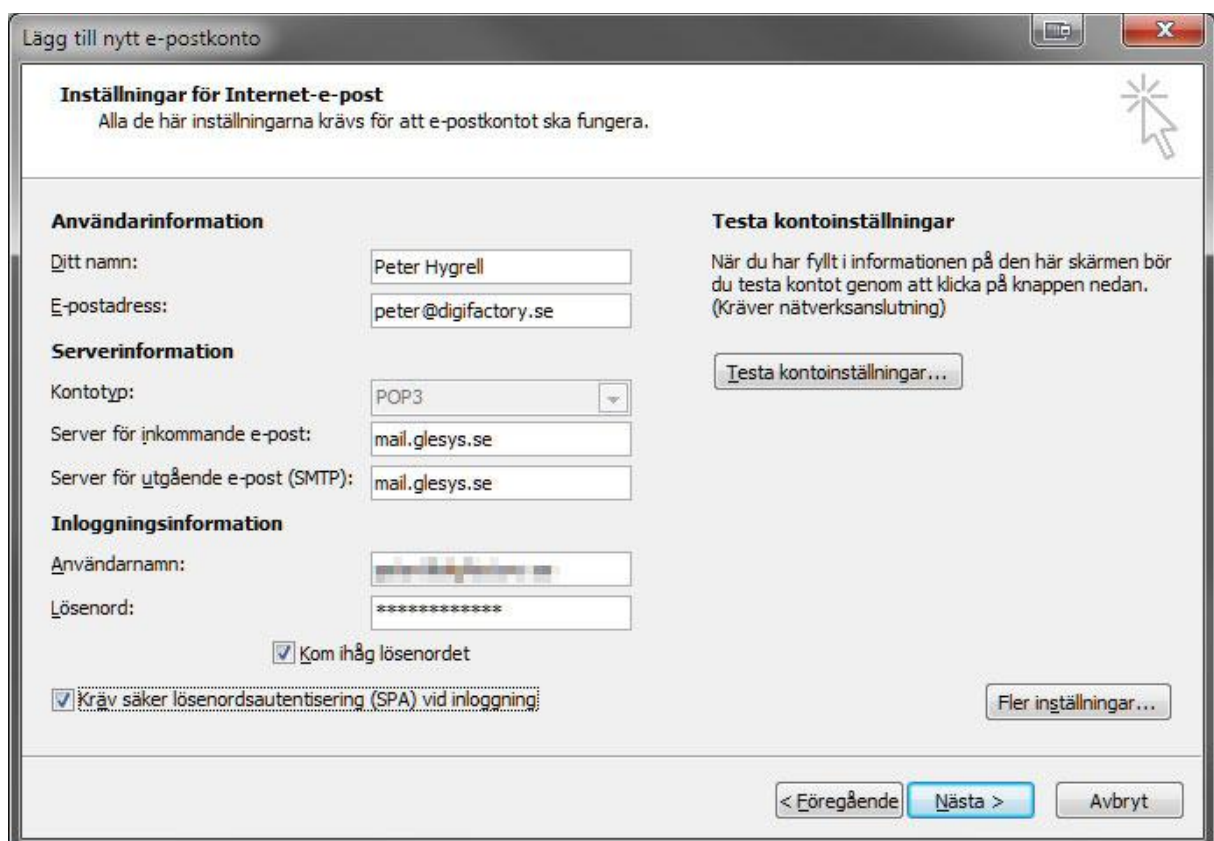 Lägg till nytt e-postkonto
Inställningar för Internet-e-post
Alla de här inställningarna krävs för att e-postkontot ska fungera.
Användarinformation
Ditt namn:
Peter Hygrell
E-postadress:
peter@digifactory.se
Serverinformation
Kontotyp:
POP3
Server för inkommande e-post:
mail.glesys.se
Server för utgående e-post (SMTP):
mail.glesys.se
Inloggningsinformation
Användarnamn:
Lösenord:
*************
Kom ihåg lösenordet
Kräv säker lösenordsautentisering (SPA) vid inloggning
Testa kontoinställningar
När du har fyllt i informationen på den här skärmen bör
du testa kontot genom att klicka på knappen nedan.
(Kräver nätverksanslutning)
Testa kontoinställningar...
Fler inställningar...
< Föregående
Nästa >
Avbryt